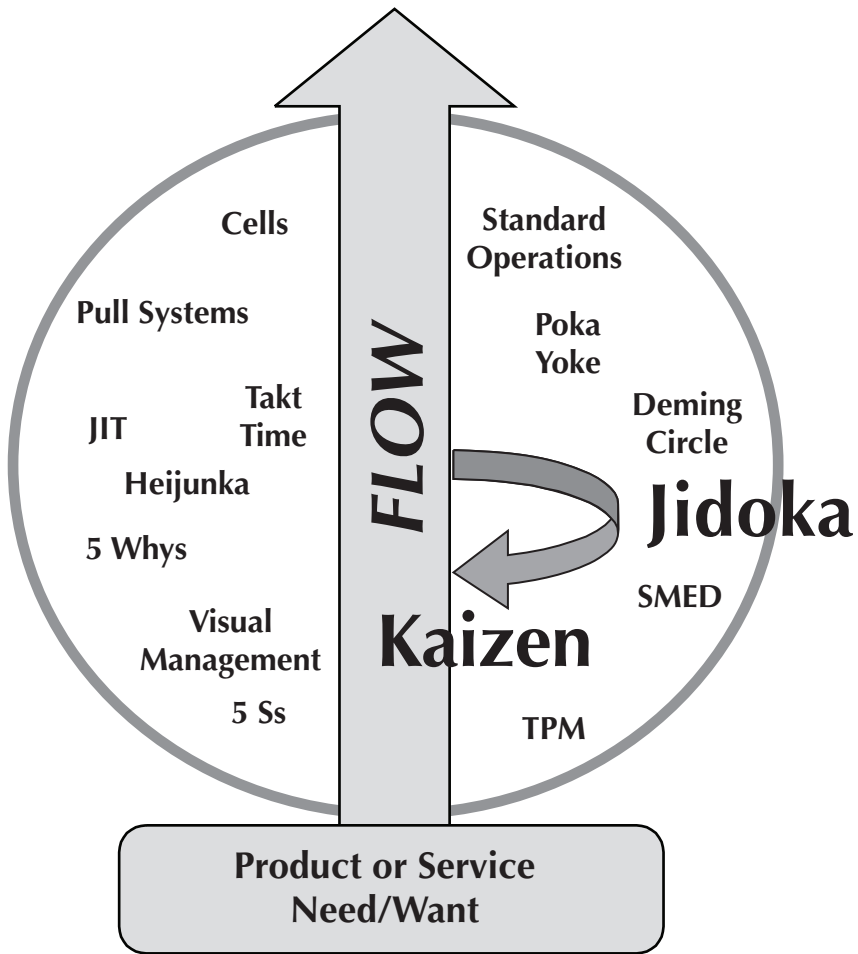 Cells
Pull Systems
JIT
Takt
Time
Heijunka
5 Whys
Visual
Management
5 Ss
FLOW
Standard
Operations
Poka
Yoke
Deming
Circle
Jidoka
SMED
Kaizen
TPM
Product or Service
Need/Want